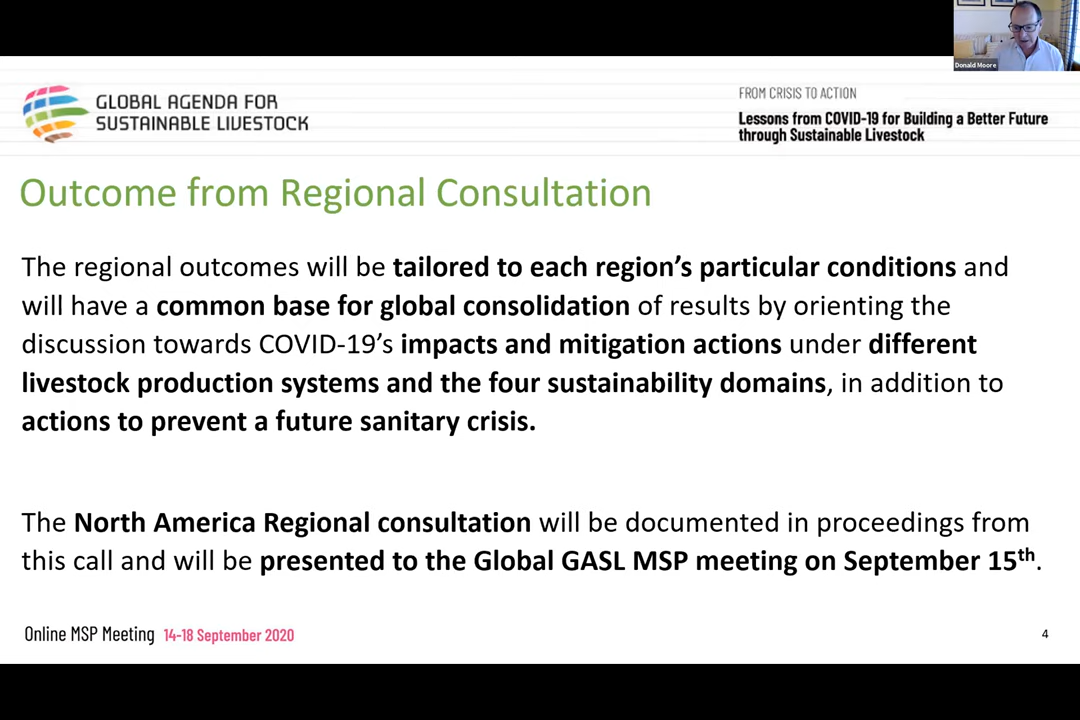 Donald Moore
GLOBAL AGENDA FOR
SUSTAINABLE LIVESTOCK
FROM CRISIS TO ACTION
Lessons from COVID-19 for Building a Better Future
through Sustainable Livestock
Outcome from Regional Consultation
The regional outcomes will be tailored to each region's particular conditions and
will have a common base for global consolidation of results by orienting the
discussion towards COVID-19's impacts and mitigation actions under different
livestock production systems and the four sustainability domains, in addition to
actions to prevent a future sanitary crisis.
The North America Regional consultation will be documented in proceedings from
this call and will be presented to the Global GASL MSP meeting on September 15th.
Online MSP Meeting 14-18 September 2020
4